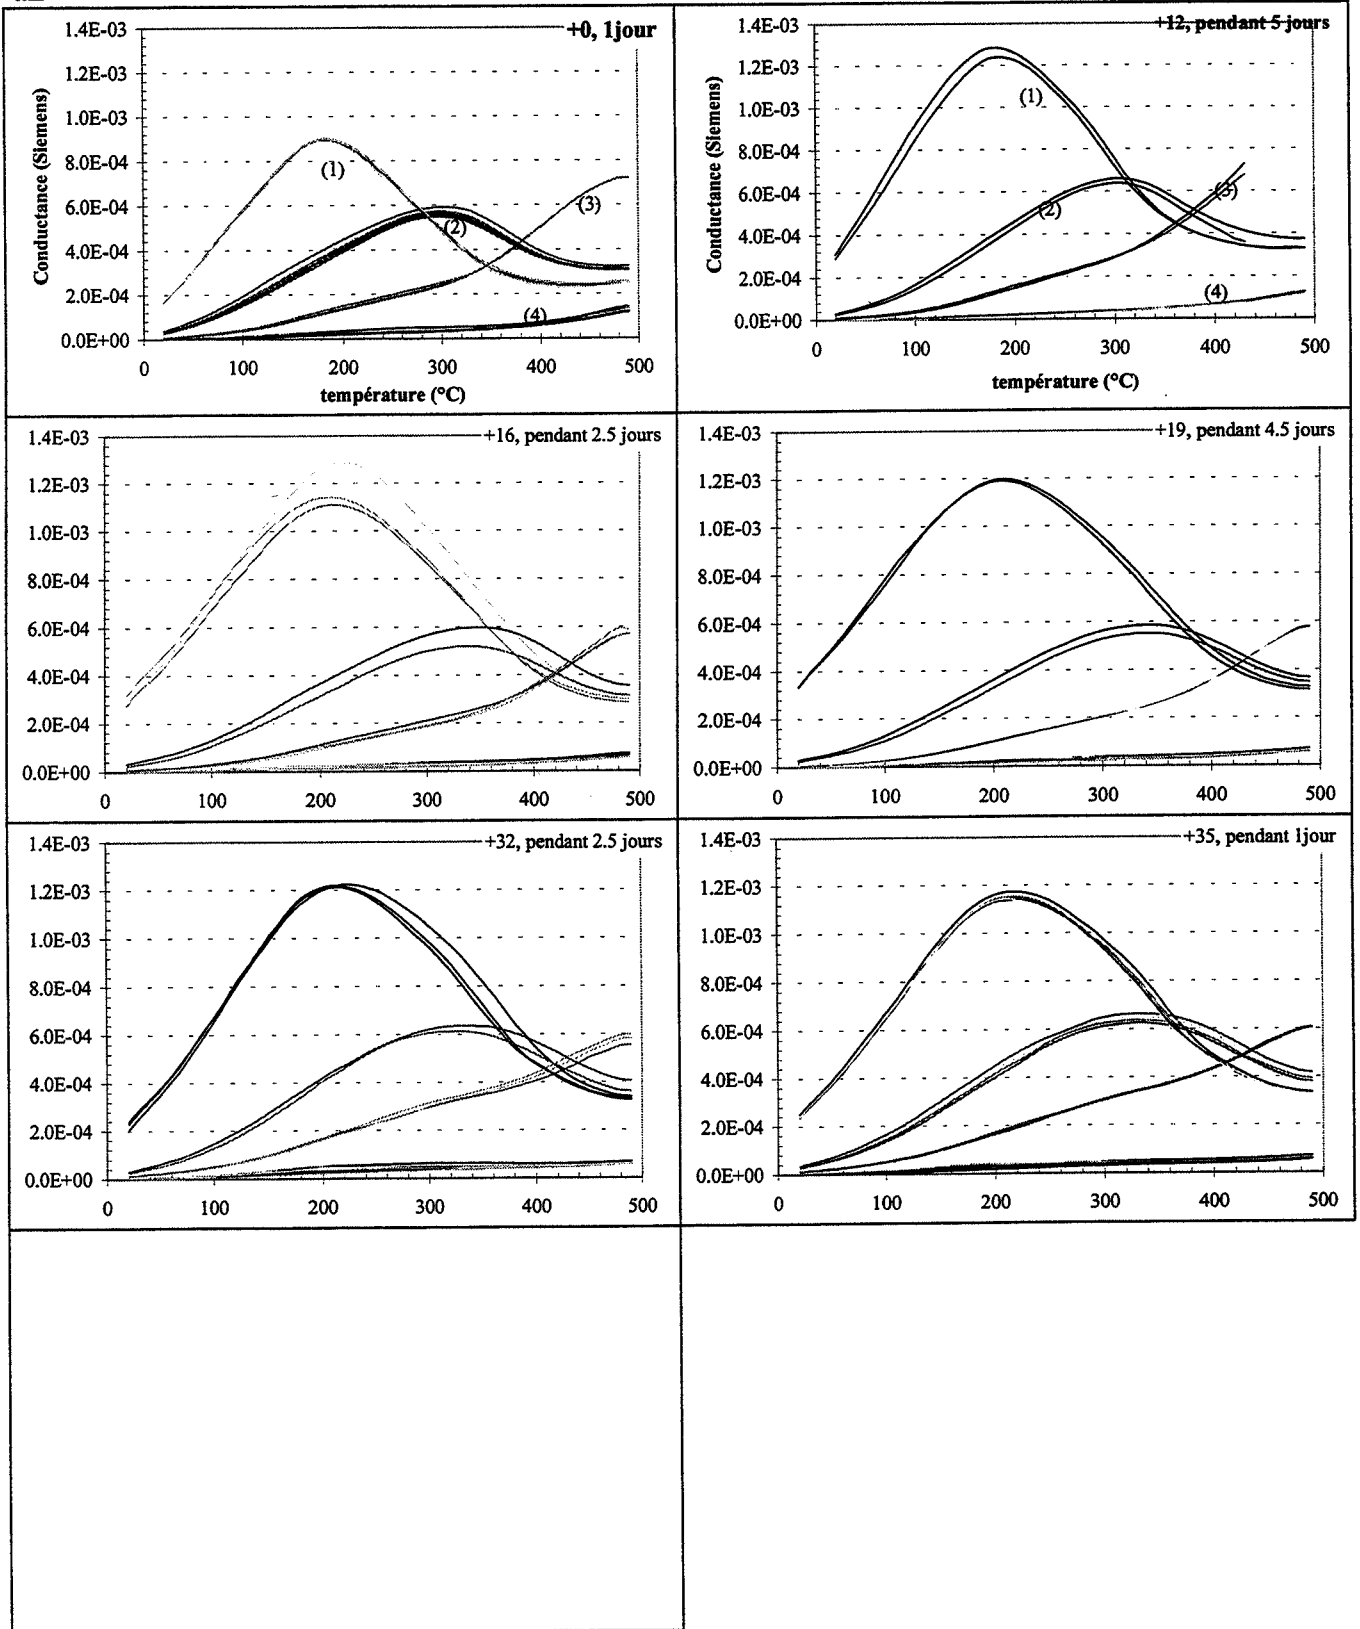 +0, 1jour
1.4E-03
1.2E-03
1.0E-03
8.0E-04
6.0E-04
4.0E-04
2.0E-04
0.0E+00
Conductance (Siemens)
(1)
(2)
(3)
(4)
0 100 200 300 400 500
température (°C)
+12, pendant 5 jours
1.4E-03
1.2E-03
1.0E-03
8.0E-04
6.0E-04
4.0E-04
2.0E-04
0.0E+00
Conductance (Siemens)
(1)
(2)
(3)
(4)
0 100 200 300 400 500
température (°C)
+16, pendant 2.5 jours
1.4E-03
1.2E-03
1.0E-03
8.0E-04
6.0E-04
4.0E-04
2.0E-04
0.0E+00
0 100 200 300 400 500
+19, pendant 4.5 jours
1.4E-03
1.2E-03
1.0E-03
8.0E-04
6.0E-04
4.0E-04
2.0E-04
0.0E+00
0 100 200 300 400 500
+32, pendant 2.5 jours
1.4E-03
1.2E-03
1.0E-03
8.0E-04
6.0E-04
4.0E-04
2.0E-04
0.0E+00
0 100 200 300 400 500
+35, pendant 1jour
1.4E-03
1.2E-03
1.0E-03
8.0E-04
6.0E-04
4.0E-04
2.0E-04
0.0E+00
0 100 200 300 400 500